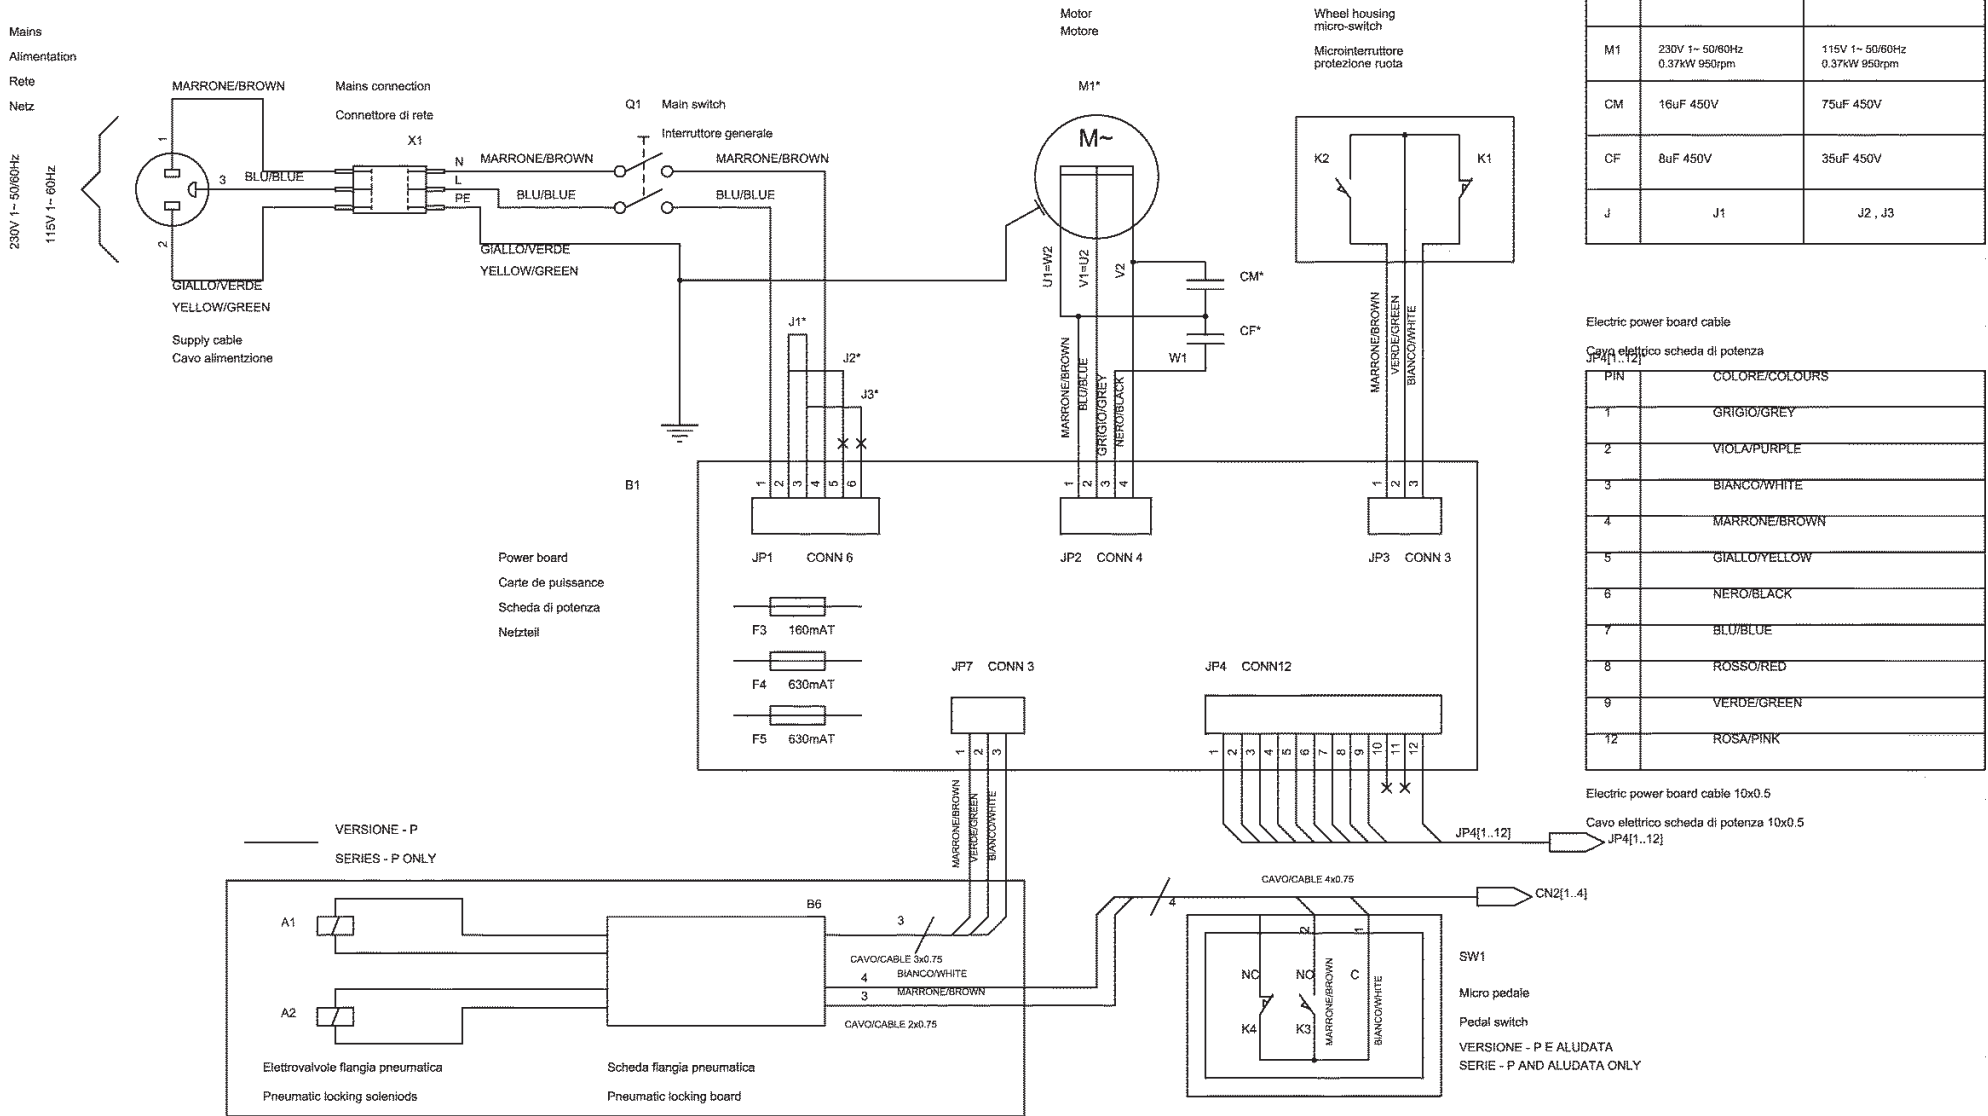 Mains
Alimentation
Rete
Netz
230V 1~ 50/60Hz
115V 1~ 60Hz
MARRONE/BROWN
1
3
2
BLU/BLUE
GIALLO/VERDE
YELLOW/GREEN
Supply cable
Cavo alimentzione
Mains connection
Connettore di rete
X1
N
L
PE
MARRONE/BROWN
BLU/BLUE
GIALLO/VERDE
YELLOW/GREEN
Q1 Main switch
Interruttore generale
MARRONE/BROWN
BLU/BLUE
Motor
Motore
M1*
M~
U1=W2
V1=U2
V2
CM*
CF*
W1
MARRONE/BROWN
BLU/BLUE
GRIGIO/GREY
NERO/BLACK
Wheel housing
micro-switch
Microinterruttore
protezione ruota
K2
K1
MARRONE/BROWN
VERDE/GREEN
BIANCO/WHITE
M1 230V 1~ 50/60Hz 115V 1~ 50/60Hz
0.37kW 950rpm 0.37kW 950rpm
CM 16uF 450V 75uF 450V
CF 8uF 450V 35uF 450V
J J1 J2 , J3
J1*
J2*
J3*
B1
1 2 3 4 5 6
JP1 CONN 6
1 2 3 4
JP2 CONN 4
1 2 3
JP3 CONN 3
Power board
Carte de puissance
Scheda di potenza
Netzteil
F3 160mAT
F4 630mAT
F5 630mAT
JP7 CONN 3
1 2 3
JP4 CONN12
1 2 3 4 5 6 7 8 9 10 11 12
Electric power board cable
Cavo elettrico scheda di potenza
JP4[1..12]
PIN COLORE/COLOURS
1 GRIGIO/GREY
2 VIOLA/PURPLE
3 BIANCO/WHITE
4 MARRONE/BROWN
5 GIALLO/YELLOW
6 NERO/BLACK
7 BLU/BLUE
8 ROSSO/RED
9 VERDE/GREEN
12 ROSA/PINK
Electric power board cable 10x0.5
Cavo elettrico scheda di potenza 10x0.5
JP4[1..12]
JP4[1..12]
MARRONE/BROWN
VERDE/GREEN
BIANCO/WHITE
VERSIONE - P
SERIES - P ONLY
A1
A2
Elettrovalvole flangia pneumatica
Pneumatic locking soleniods
B6
Scheda flangia pneumatica
Pneumatic locking board
3
CAVO/CABLE 3x0.75
4 BIANCO/WHITE
3 MARRONE/BROWN
CAVO/CABLE 2x0.75
4
CAVO/CABLE 4x0.75
CN2[1..4]
2
1
NC
NO
C
K4
K3
MARRONE/BROWN
BIANCO/WHITE
SW1
Micro pedale
Pedal switch
VERSIONE - P E ALUDATA
SERIE - P AND ALUDATA ONLY